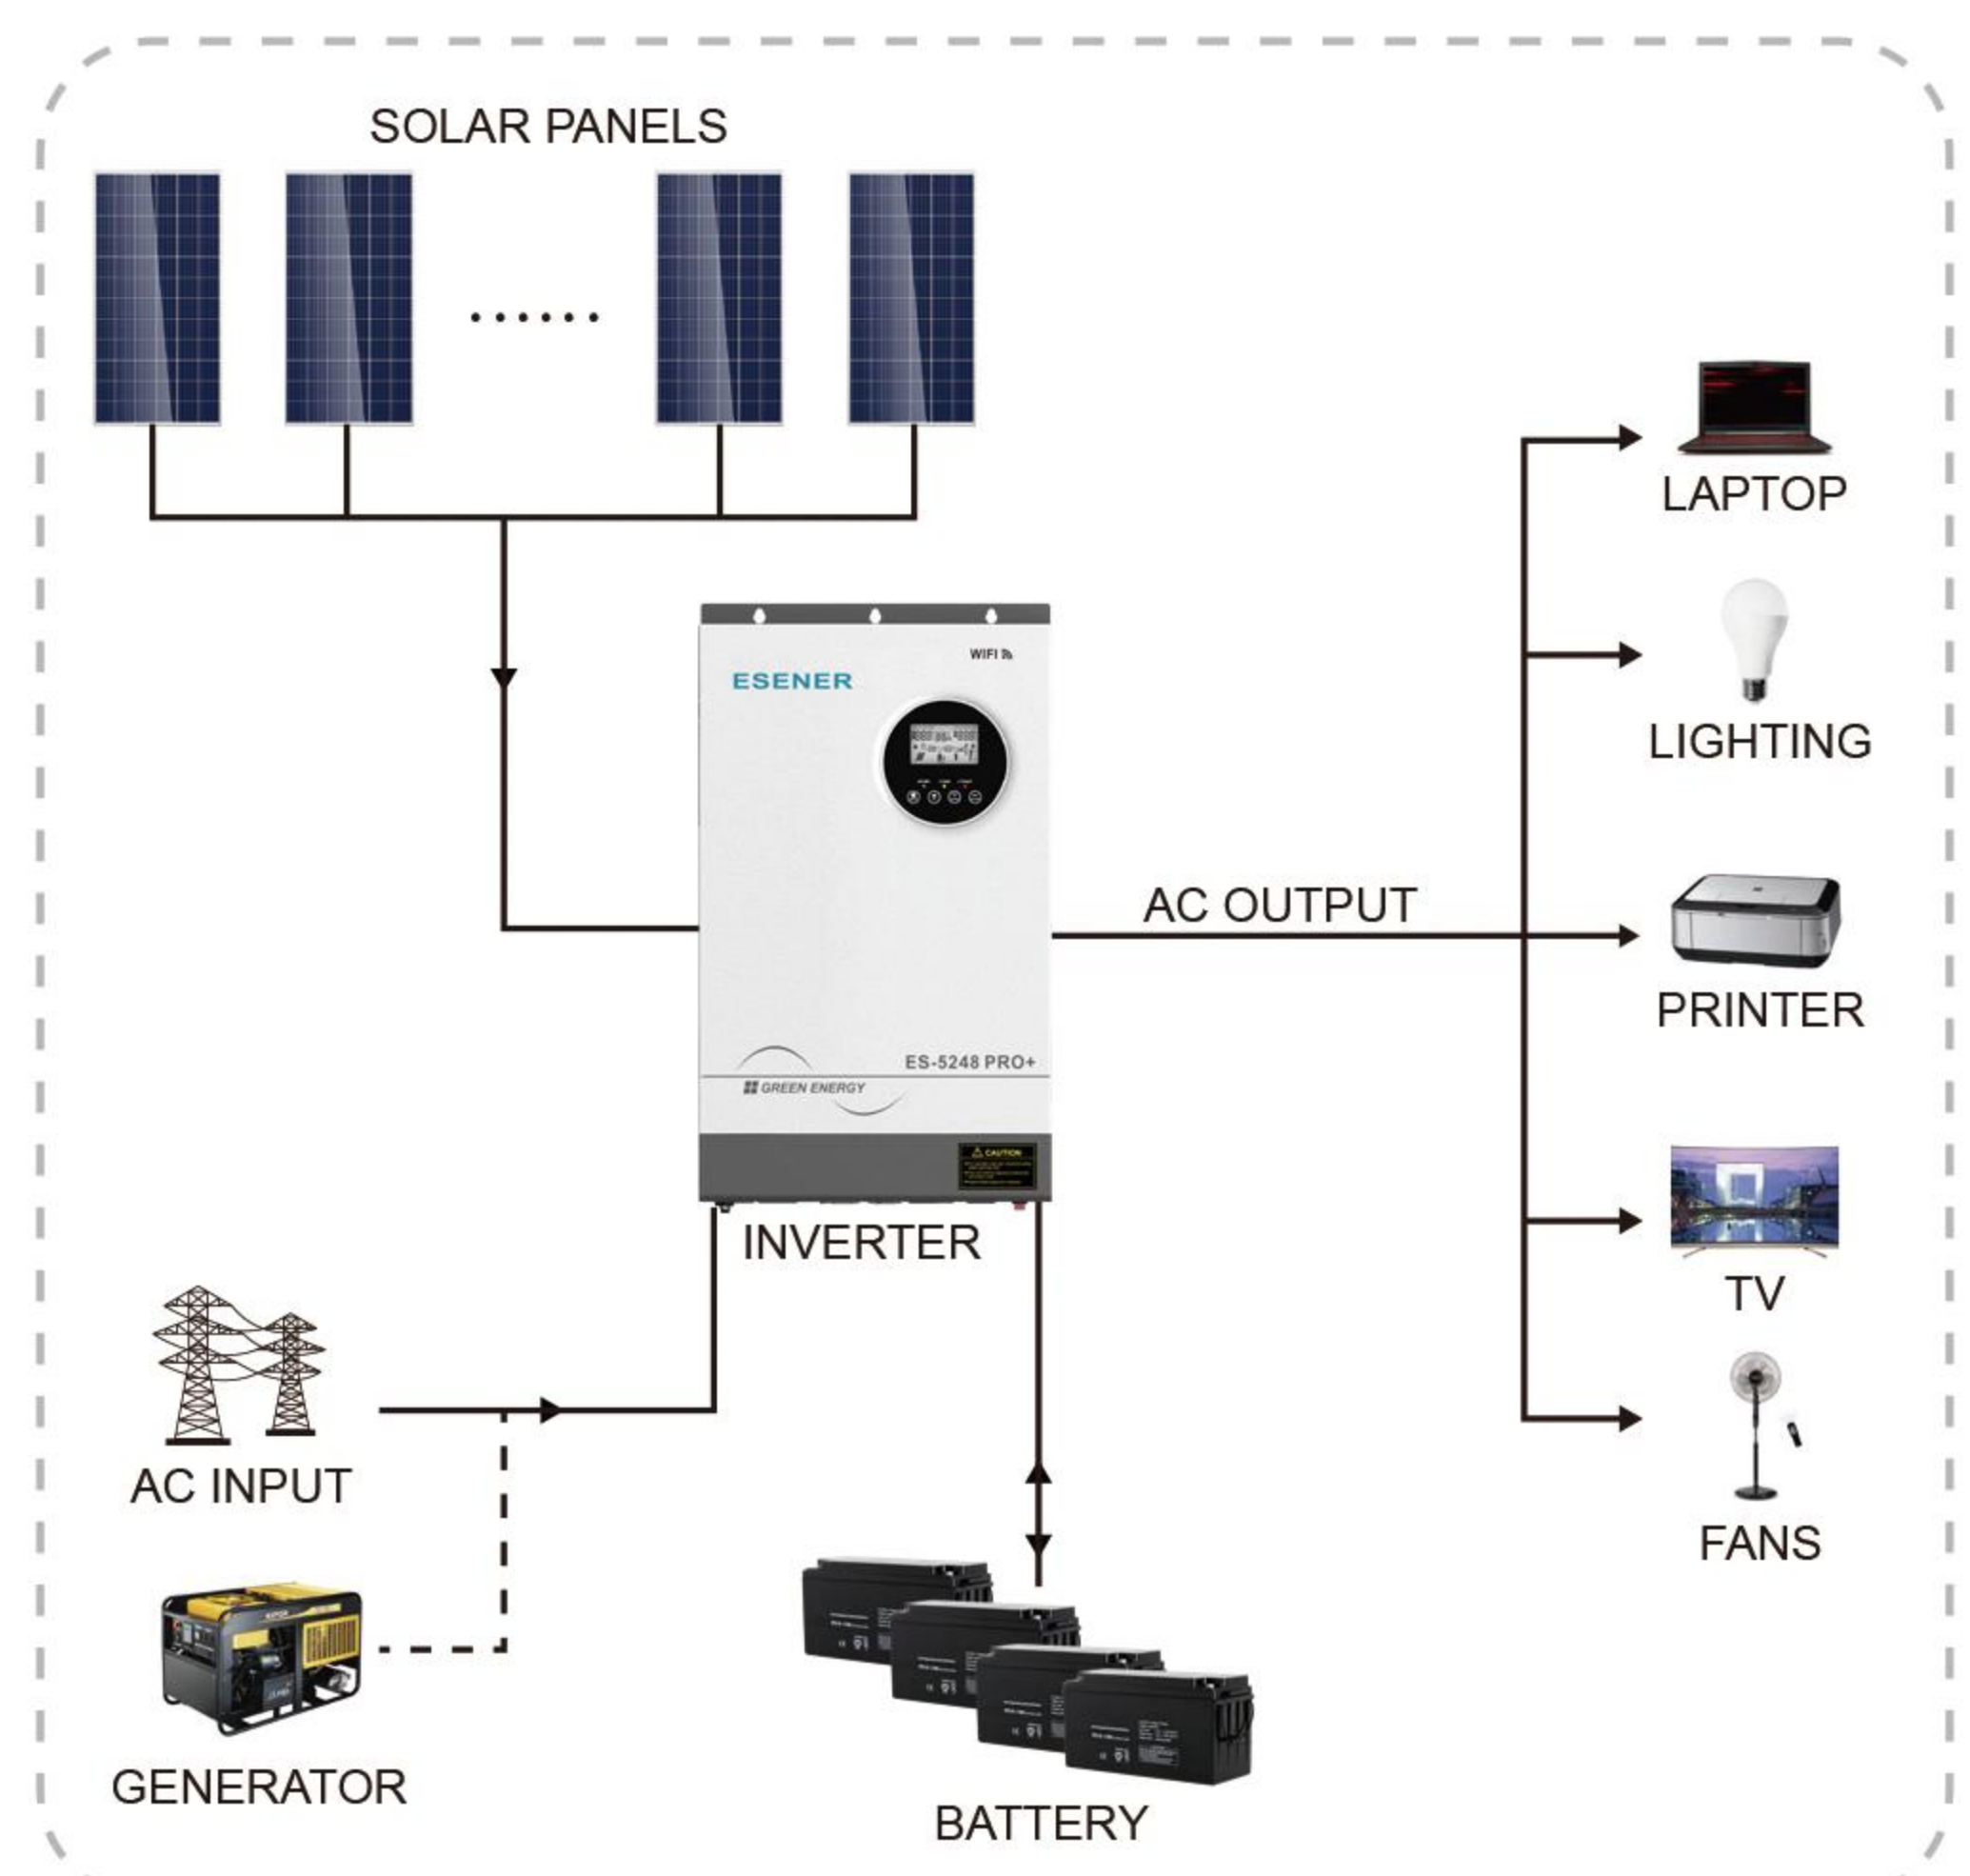 SOLAR PANELS
LAPTOP
WIFI
ESENER
LIGHTING
AC OUTPUT
PRINTER
ES-5248 PRO+
GREEN ENERGY
CAUTION
INVERTER
TV
AC INPUT
FANS
GENERATOR
BATTERY